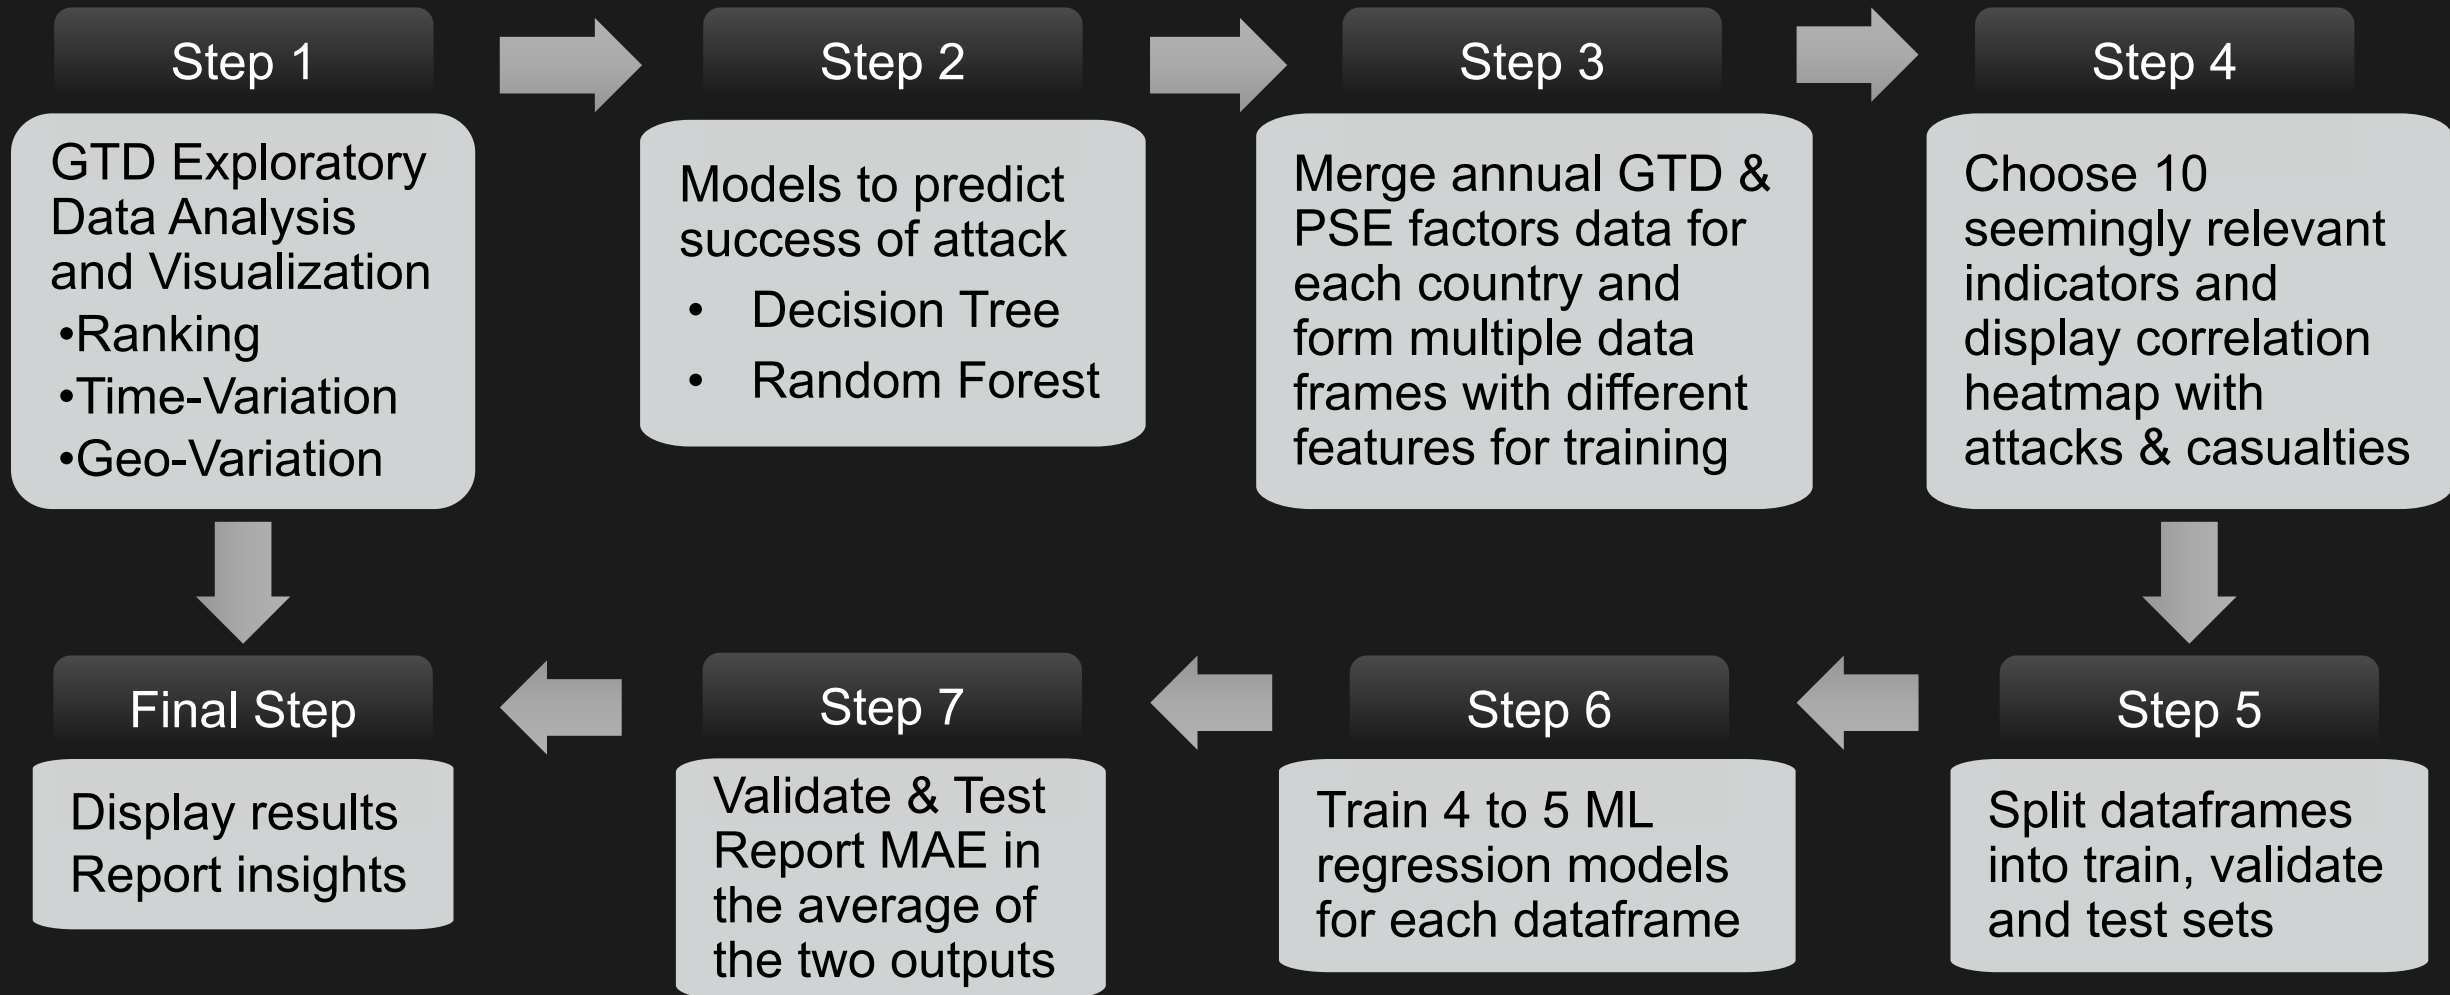 Step 1
GTD Exploratory
Data Analysis
and Visualization
•Ranking
•Time-Variation
•Geo-Variation
Step 2
Models to predict
success of attack
• Decision Tree
• Random Forest
Step 3
Merge annual GTD &
PSE factors data for
each country and
form multiple data
frames with different
features for training
Step 4
Choose 10
seemingly relevant
indicators and
display correlation
heatmap with
attacks & casualties
Step 5
Split dataframes
into train, validate
and test sets
Step 6
Train 4 to 5 ML
regression models
for each dataframe
Step 7
Validate & Test
Report MAE in
the average of
the two outputs
Final Step
Display results
Report insights